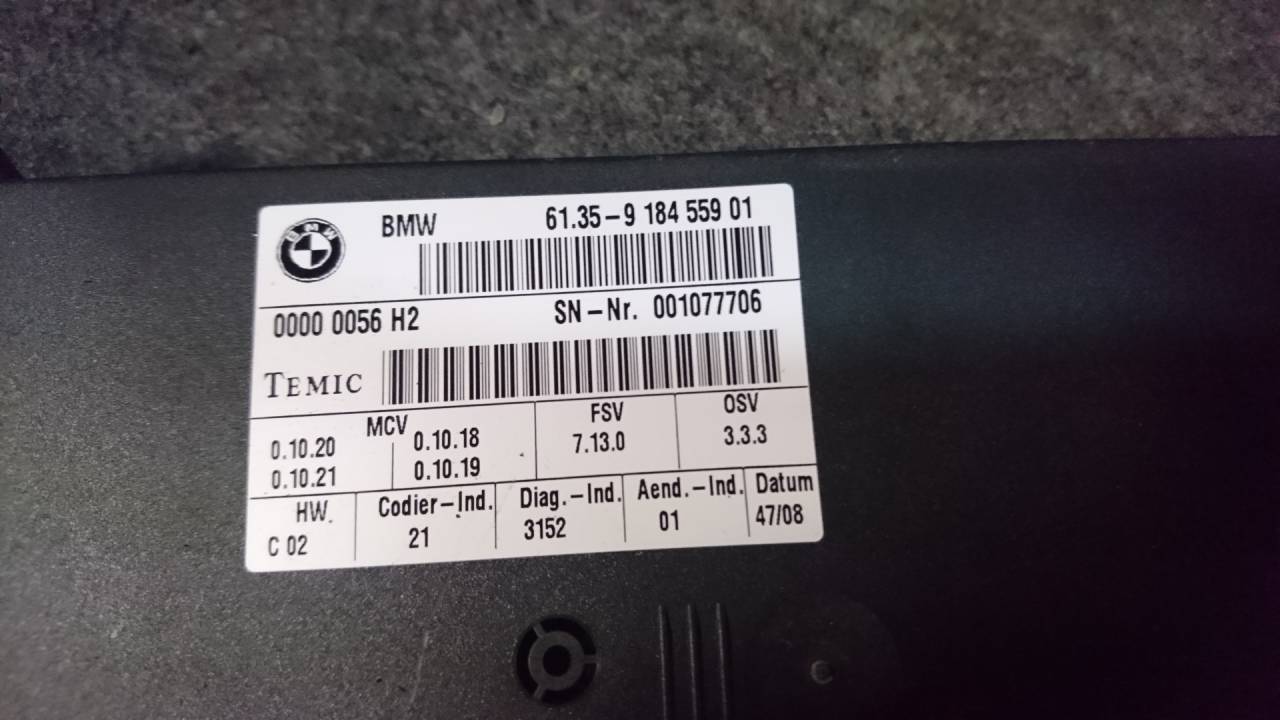 BMW
BMW 61.35-9 184 559 01
0000 0056 H2 SN-Nr. 001077706
TEMIC
MCV FSV OSV
0.10.20 0.10.18 7.13.0 3.3.3
0.10.21 0.10.19
HW. Codier-Ind. Diag.-Ind. Aend.-Ind. Datum
C 02 21 3152 01 47/08